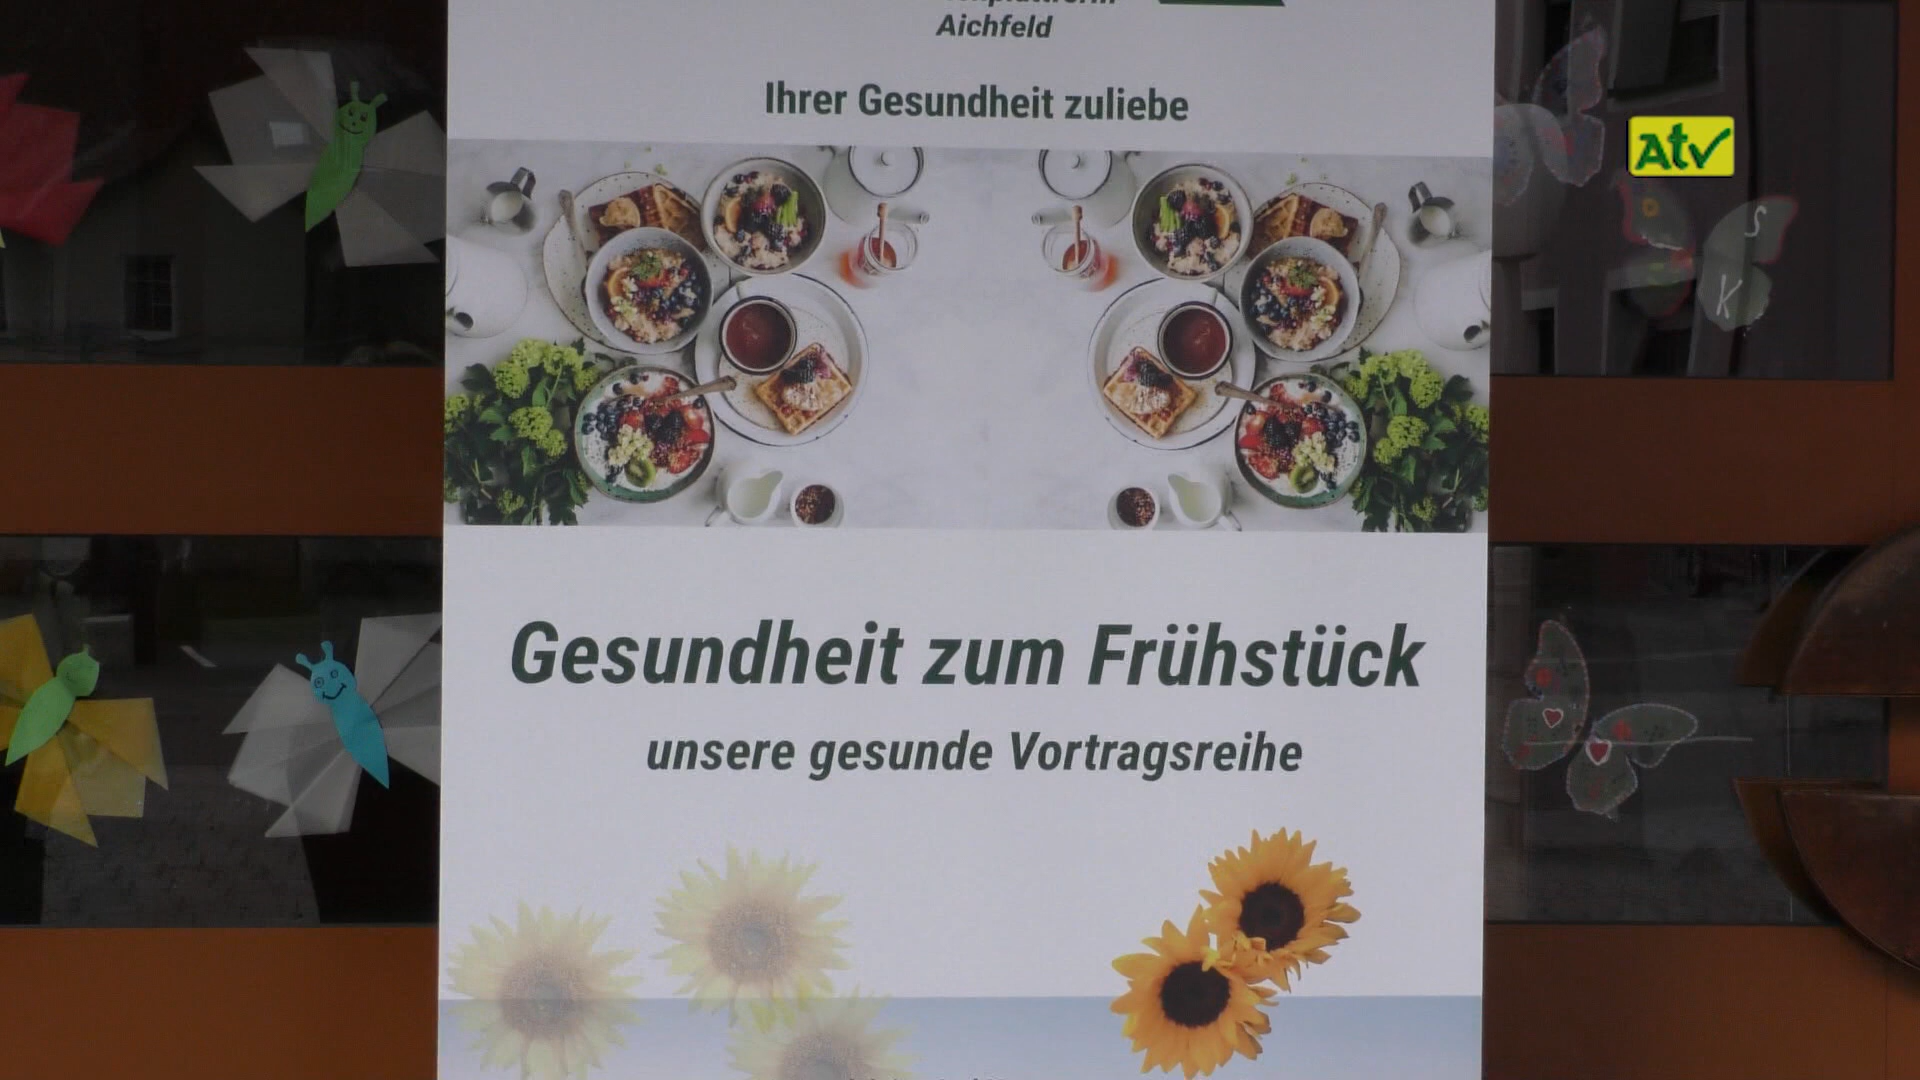 Aichfeld
Ihrer Gesundheit zuliebe
Atv
S
K
Gesundheit zum Frühstück
unsere gesunde Vortragsreihe